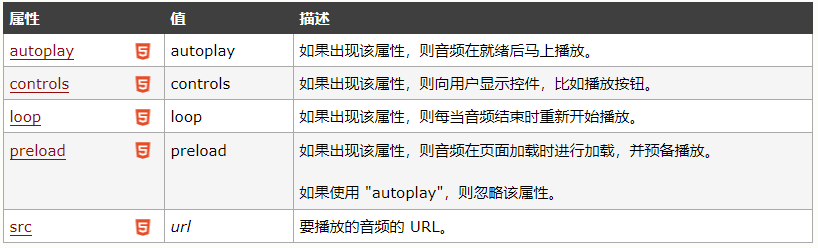 属性 值 描述
autoplay autoplay 如果出现该属性，则音频在就绪后马上播放。
controls controls 如果出现该属性，则向用户显示控件，比如播放按钮。
loop loop 如果出现该属性，则每当音频结束时重新开始播放。
preload preload 如果出现该属性，则音频在页面加载时进行加载，并预备播放。
如果使用 "autoplay"，则忽略该属性。
src url 要播放的音频的 URL。